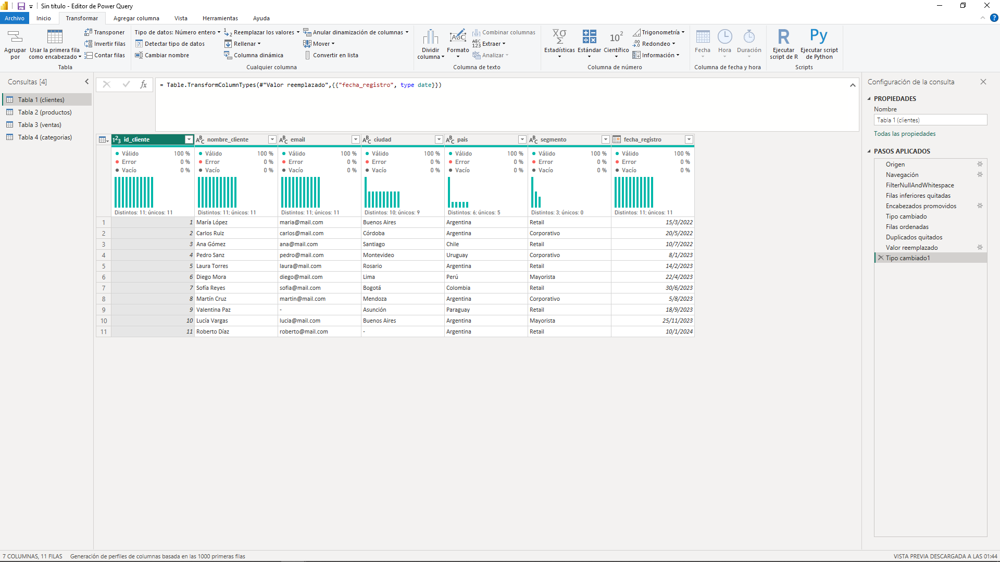 Sin título - Editor de Power Query
Archivo Inicio Transformar Agregar columna Vista Herramientas Ayuda
Agrupar por
Usar la primera fila como encabezado
Transponer
Invertir filas
Contar filas
Tabla
Tipo de datos: Número entero
Detectar tipo de datos
Cambiar nombre
Reemplazar los valores
Rellenar
Columna dinámica
Anular dinamización de columnas
Mover
Convertir en lista
Cualquier columna
Dividir columna
Formato
Combinar columnas
Extraer
Analizar
Columna de texto
Estadísticas
Estándar
Científico
Trigonometría
Redondeo
Información
Columna de número
Fecha
Hora
Duración
Columna de fecha y hora
Ejecutar script de R
Ejecutar script de Python
Scripts
Consultas [4]
Tabla 1 (clientes)
Tabla 2 (productos)
Tabla 3 (ventas)
Tabla 4 (categorias)
= Table.TransformColumnTypes(#"Valor reemplazado",{{"fecha_registro", type date}})
id_cliente nombre_cliente email ciudad pais segmento fecha_registro
Válido 100 % Válido 100 % Válido 100 % Válido 100 % Válido 100 % Válido 100 % Válido 100 %
Error 0 % Error 0 % Error 0 % Error 0 % Error 0 % Error 0 % Error 0 %
Vacío 0 % Vacío 0 % Vacío 0 % Vacío 0 % Vacío 0 % Vacío 0 % Vacío 0 %
Distintos: 11; únicos: 11 Distintos: 11; únicos: 11 Distintos: 11; únicos: 11 Distintos: 10; únicos: 9 Distintos: 6; únicos: 5 Distintos: 3; únicos: 0 Distintos: 11; únicos: 11
1 1 María López maria@mail.com Buenos Aires Argentina Retail 15/3/2022
2 2 Carlos Ruiz carlos@mail.com Córdoba Argentina Corporativo 20/5/2022
3 3 Ana Gómez ana@mail.com Santiago Chile Retail 10/7/2022
4 4 Pedro Sanz pedro@mail.com Montevideo Uruguay Corporativo 8/1/2023
5 5 Laura Torres laura@mail.com Rosario Argentina Retail 14/2/2023
6 6 Diego Mora diego@mail.com Lima Perú Mayorista 22/4/2023
7 7 Sofía Reyes sofia@mail.com Bogotá Colombia Retail 30/6/2023
8 8 Martín Cruz martin@mail.com Mendoza Argentina Corporativo 5/8/2023
9 9 Valentina Paz - Asunción Paraguay Retail 18/9/2023
10 10 Lucía Vargas lucia@mail.com Buenos Aires Argentina Mayorista 25/11/2023
11 11 Roberto Díaz roberto@mail.com - Argentina Retail 10/1/2024
Configuración de la consulta
PROPIEDADES
Nombre
Tabla 1 (clientes)
Todas las propiedades
PASOS APLICADOS
Origen
Navegación
FilterNullAndWhitespace
Filas inferiores quitadas
Encabezados promovidos
Tipo cambiado
Filas ordenadas
Duplicados quitados
Valor reemplazado
Tipo cambiado1
7 COLUMNAS, 11 FILAS Generación de perfiles de columnas basada en las 1000 primeras filas
VISTA PREVIA DESCARGADA A LAS 01:44